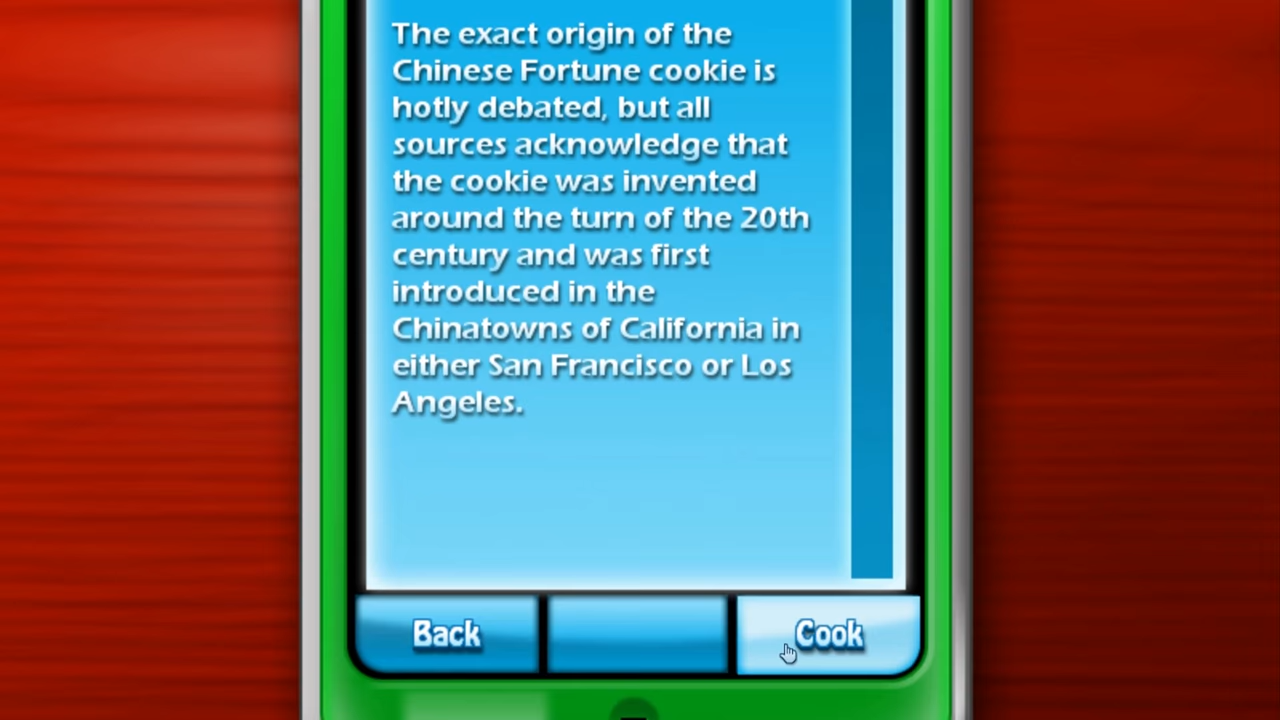 The exact origin of the
Chinese Fortune cookie is
hotly debated, but all
sources acknowledge that
the cookie was invented
around the turn of the 20th
century and was first
introduced in the
Chinatowns of California in
either San Francisco or Los
Angeles.
Back
Cook